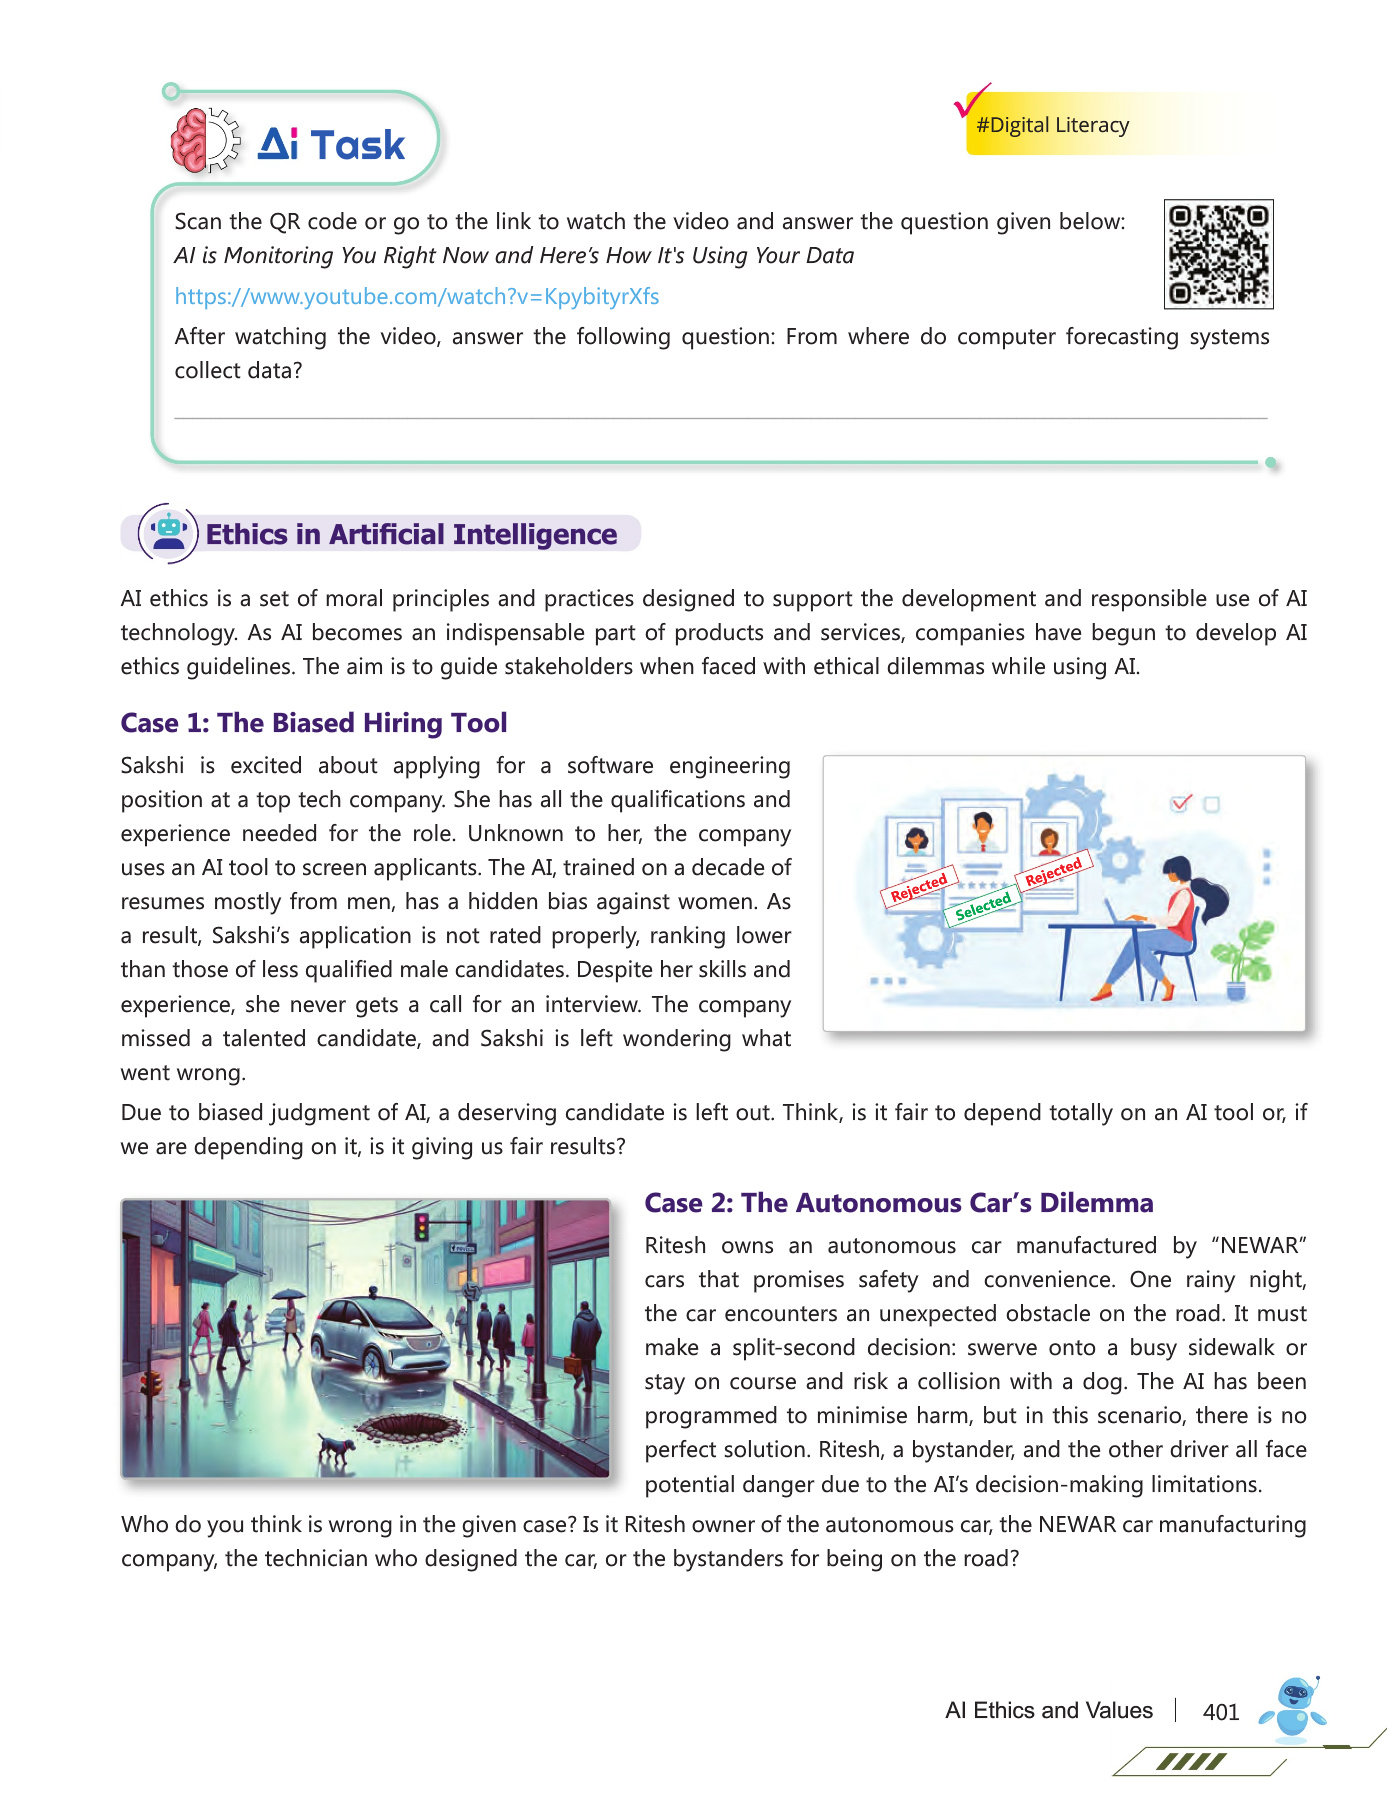 Ai Task
#Digital Literacy
Scan the QR code or go to the link to watch the video and answer the question given below:
AI is Monitoring You Right Now and Here’s How It's Using Your Data
https://www.youtube.com/watch?v=KpybityrXfs
After watching the video, answer the following question: From where do computer forecasting systems
collect data?
Ethics in Artificial Intelligence
AI ethics is a set of moral principles and practices designed to support the development and responsible use of AI
technology. As AI becomes an indispensable part of products and services, companies have begun to develop AI
ethics guidelines. The aim is to guide stakeholders when faced with ethical dilemmas while using AI.
Case 1: The Biased Hiring Tool
Sakshi is excited about applying for a software engineering
position at a top tech company. She has all the qualifications and
experience needed for the role. Unknown to her, the company
uses an AI tool to screen applicants. The AI, trained on a decade of
resumes mostly from men, has a hidden bias against women. As
a result, Sakshi’s application is not rated properly, ranking lower
than those of less qualified male candidates. Despite her skills and
experience, she never gets a call for an interview. The company
missed a talented candidate, and Sakshi is left wondering what
went wrong.
Rejected
Selected
Rejected
Due to biased judgment of AI, a deserving candidate is left out. Think, is it fair to depend totally on an AI tool or, if
we are depending on it, is it giving us fair results?
Case 2: The Autonomous Car’s Dilemma
Ritesh owns an autonomous car manufactured by “NEWAR”
cars that promises safety and convenience. One rainy night,
the car encounters an unexpected obstacle on the road. It must
make a split-second decision: swerve onto a busy sidewalk or
stay on course and risk a collision with a dog. The AI has been
programmed to minimise harm, but in this scenario, there is no
perfect solution. Ritesh, a bystander, and the other driver all face
potential danger due to the AI’s decision-making limitations.
Who do you think is wrong in the given case? Is it Ritesh owner of the autonomous car, the NEWAR car manufacturing
company, the technician who designed the car, or the bystanders for being on the road?
AI Ethics and Values
401